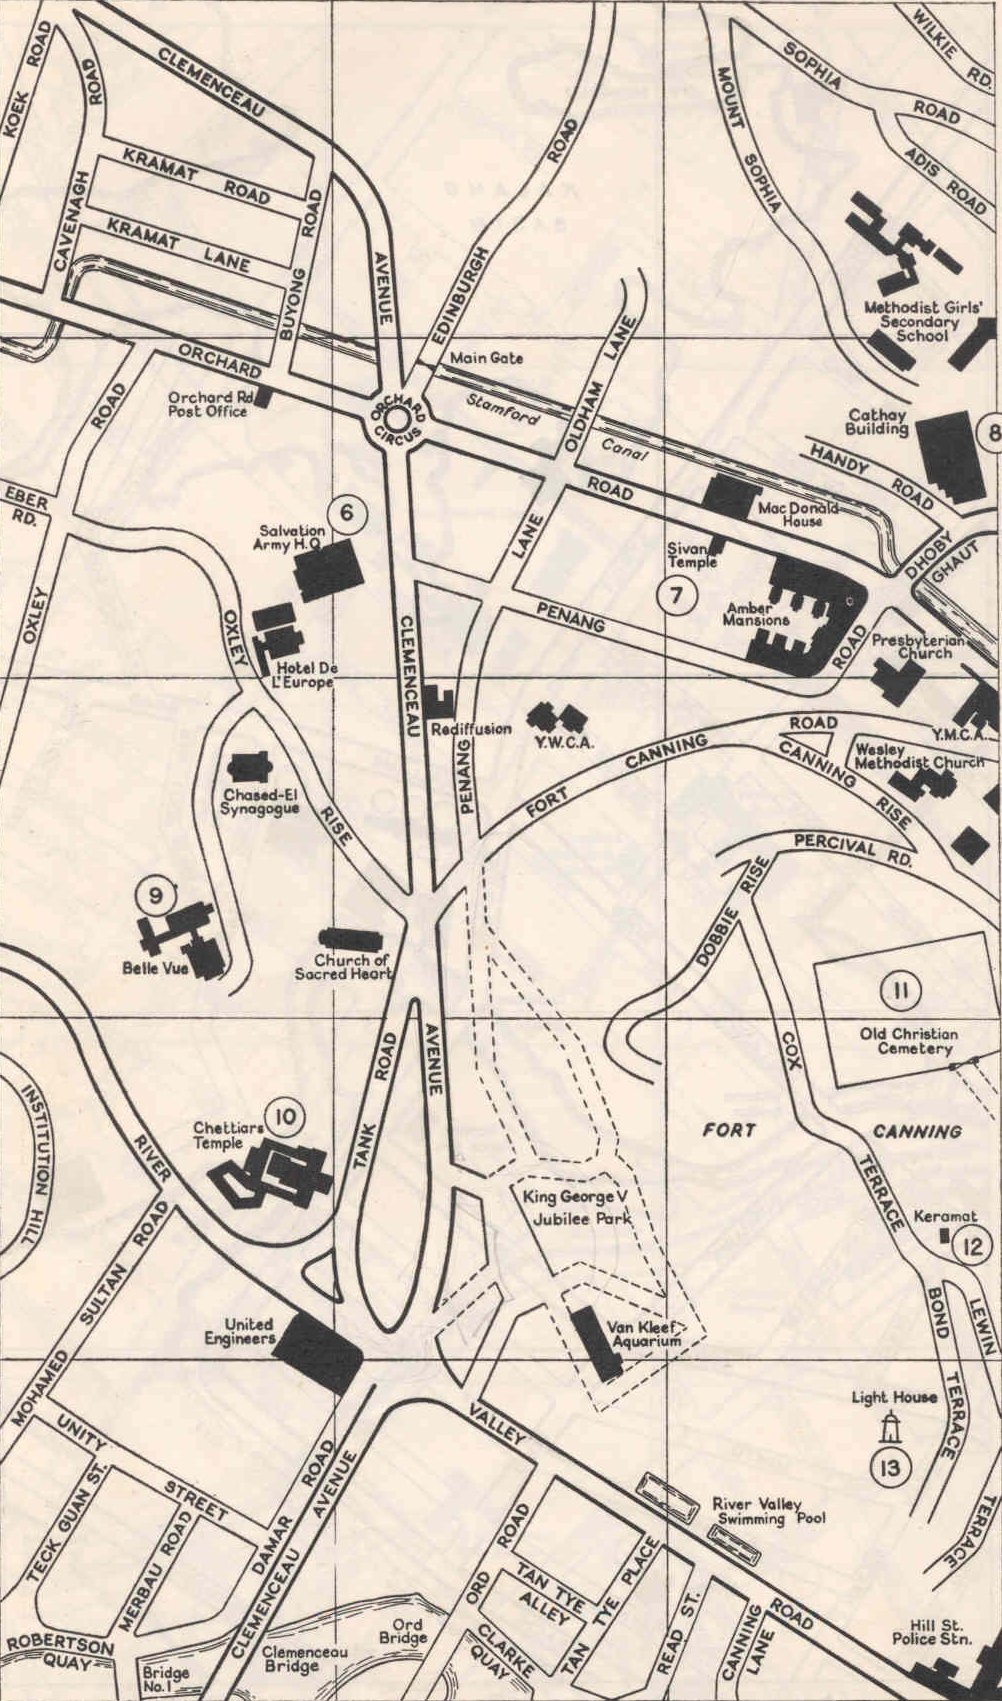 KOEK ROAD
CLEMENCEAU
ROAD
KRAMAT ROAD
KRAMAT LANE
CAVENAGH
ROAD
BUYONG
AVENUE
EDINBURGH
ROAD
MOUNT SOPHIA
SOPHIA
ROAD
WILKIE RD.
ADIS ROAD
Methodist Girls'
Secondary
School
ORCHARD
Orchard Rd
Post Office
ORCHARD
CIRCUS
Main Gate
Stamford
Canal
OLDHAM LANE
Cathay
Building
8
HANDY ROAD
ROAD
EBER
RD.
OXLEY
ROAD
6
Salvation
Army H.Q.
LANE
ROAD
Mac Donald
House
Sivan
Temple
7
Amber
Mansions
DHOBY
GHAUT
PENANG
ROAD
Presbyterian
Church
OXLEY
RISE
Hotel De
L'Europe
CLEMENCEAU
Rediffusion
PENANG
Y.W.C.A.
FORT CANNING ROAD
CANNING
RISE
Y.M.C.A.
Wesley
Methodist Church
Chased-El
Synagogue
PERCIVAL RD.
DOBBIE RISE
9
Belle Vue
Church of
Sacred Heart
11
Old Christian
Cemetery
COX
TERRACE
AVENUE
TANK
ROAD
INSTITUTION HILL
10
Chettiars
Temple
FORT CANNING
RIVER
King George V
Jubilee Park
Keramat
12
MOHAMED SULTAN ROAD
United
Engineers
Van Kleef
Aquarium
BOND
TERRACE
LEWIN
TERRACE
Light House
13
UNITY
STREET
VALLEY
ROAD
River Valley
Swimming Pool
TECK GUAN ST.
MERBAU ROAD
DAMAR
ROAD
CLEMENCEAU
AVENUE
ORD
ROAD
TAN TYE
ALLEY
TAN TYE PLACE
READ ST.
CANNING
LANE
Hill St.
Police Stn.
ROBERTSON
QUAY
Bridge
No.1
Clemenceau
Bridge
Ord
Bridge
CLARKE
QUAY